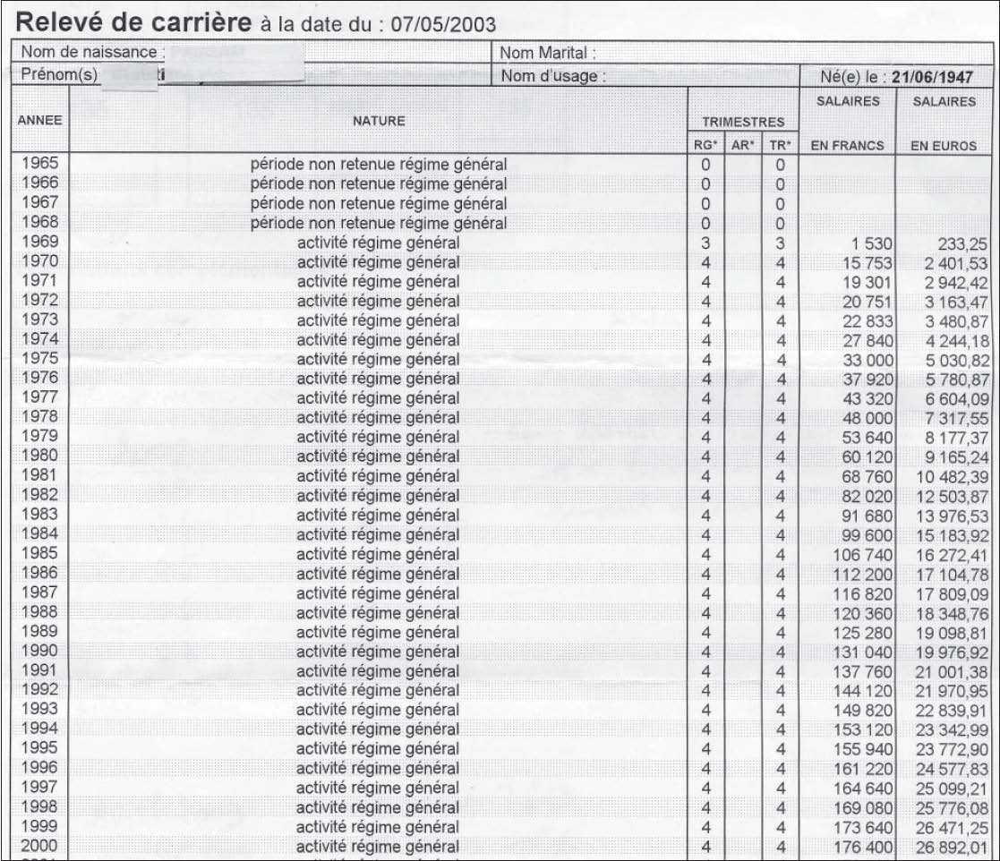 Relevé de carrière à la date du : 07/05/2003
Nom de naissance : Nom Marital :
Prénom(s) Nom d'usage : Né(e) le : 21/06/1947
ANNEE NATURE TRIMESTRES SALAIRES SALAIRES
RG* AR* TR* EN FRANCS EN EUROS
1965 période non retenue régime général 0 0
1966 période non retenue régime général 0 0
1967 période non retenue régime général 0 0
1968 période non retenue régime général 0 0
1969 activité régime général 3 3 1 530 233,25
1970 activité régime général 4 4 15 753 2 401,53
1971 activité régime général 4 4 19 301 2 942,42
1972 activité régime général 4 4 20 751 3 163,47
1973 activité régime général 4 4 22 833 3 480,87
1974 activité régime général 4 4 27 840 4 244,18
1975 activité régime général 4 4 33 000 5 030,82
1976 activité régime général 4 4 37 920 5 780,87
1977 activité régime général 4 4 43 320 6 604,09
1978 activité régime général 4 4 48 000 7 317,55
1979 activité régime général 4 4 53 640 8 177,37
1980 activité régime général 4 4 60 120 9 165,24
1981 activité régime général 4 4 68 760 10 482,39
1982 activité régime général 4 4 82 020 12 503,87
1983 activité régime général 4 4 91 680 13 976,53
1984 activité régime général 4 4 99 600 15 183,92
1985 activité régime général 4 4 106 740 16 272,41
1986 activité régime général 4 4 112 200 17 104,78
1987 activité régime général 4 4 116 820 17 809,09
1988 activité régime général 4 4 120 360 18 348,76
1989 activité régime général 4 4 125 280 19 098,81
1990 activité régime général 4 4 131 040 19 976,92
1991 activité régime général 4 4 137 760 21 001,38
1992 activité régime général 4 4 144 120 21 970,95
1993 activité régime général 4 4 149 820 22 839,91
1994 activité régime général 4 4 153 120 23 342,99
1995 activité régime général 4 4 155 940 23 772,90
1996 activité régime général 4 4 161 220 24 577,83
1997 activité régime général 4 4 164 640 25 099,21
1998 activité régime général 4 4 169 080 25 776,08
1999 activité régime général 4 4 173 640 26 471,25
2000 activité régime général 4 4 176 400 26 892,01